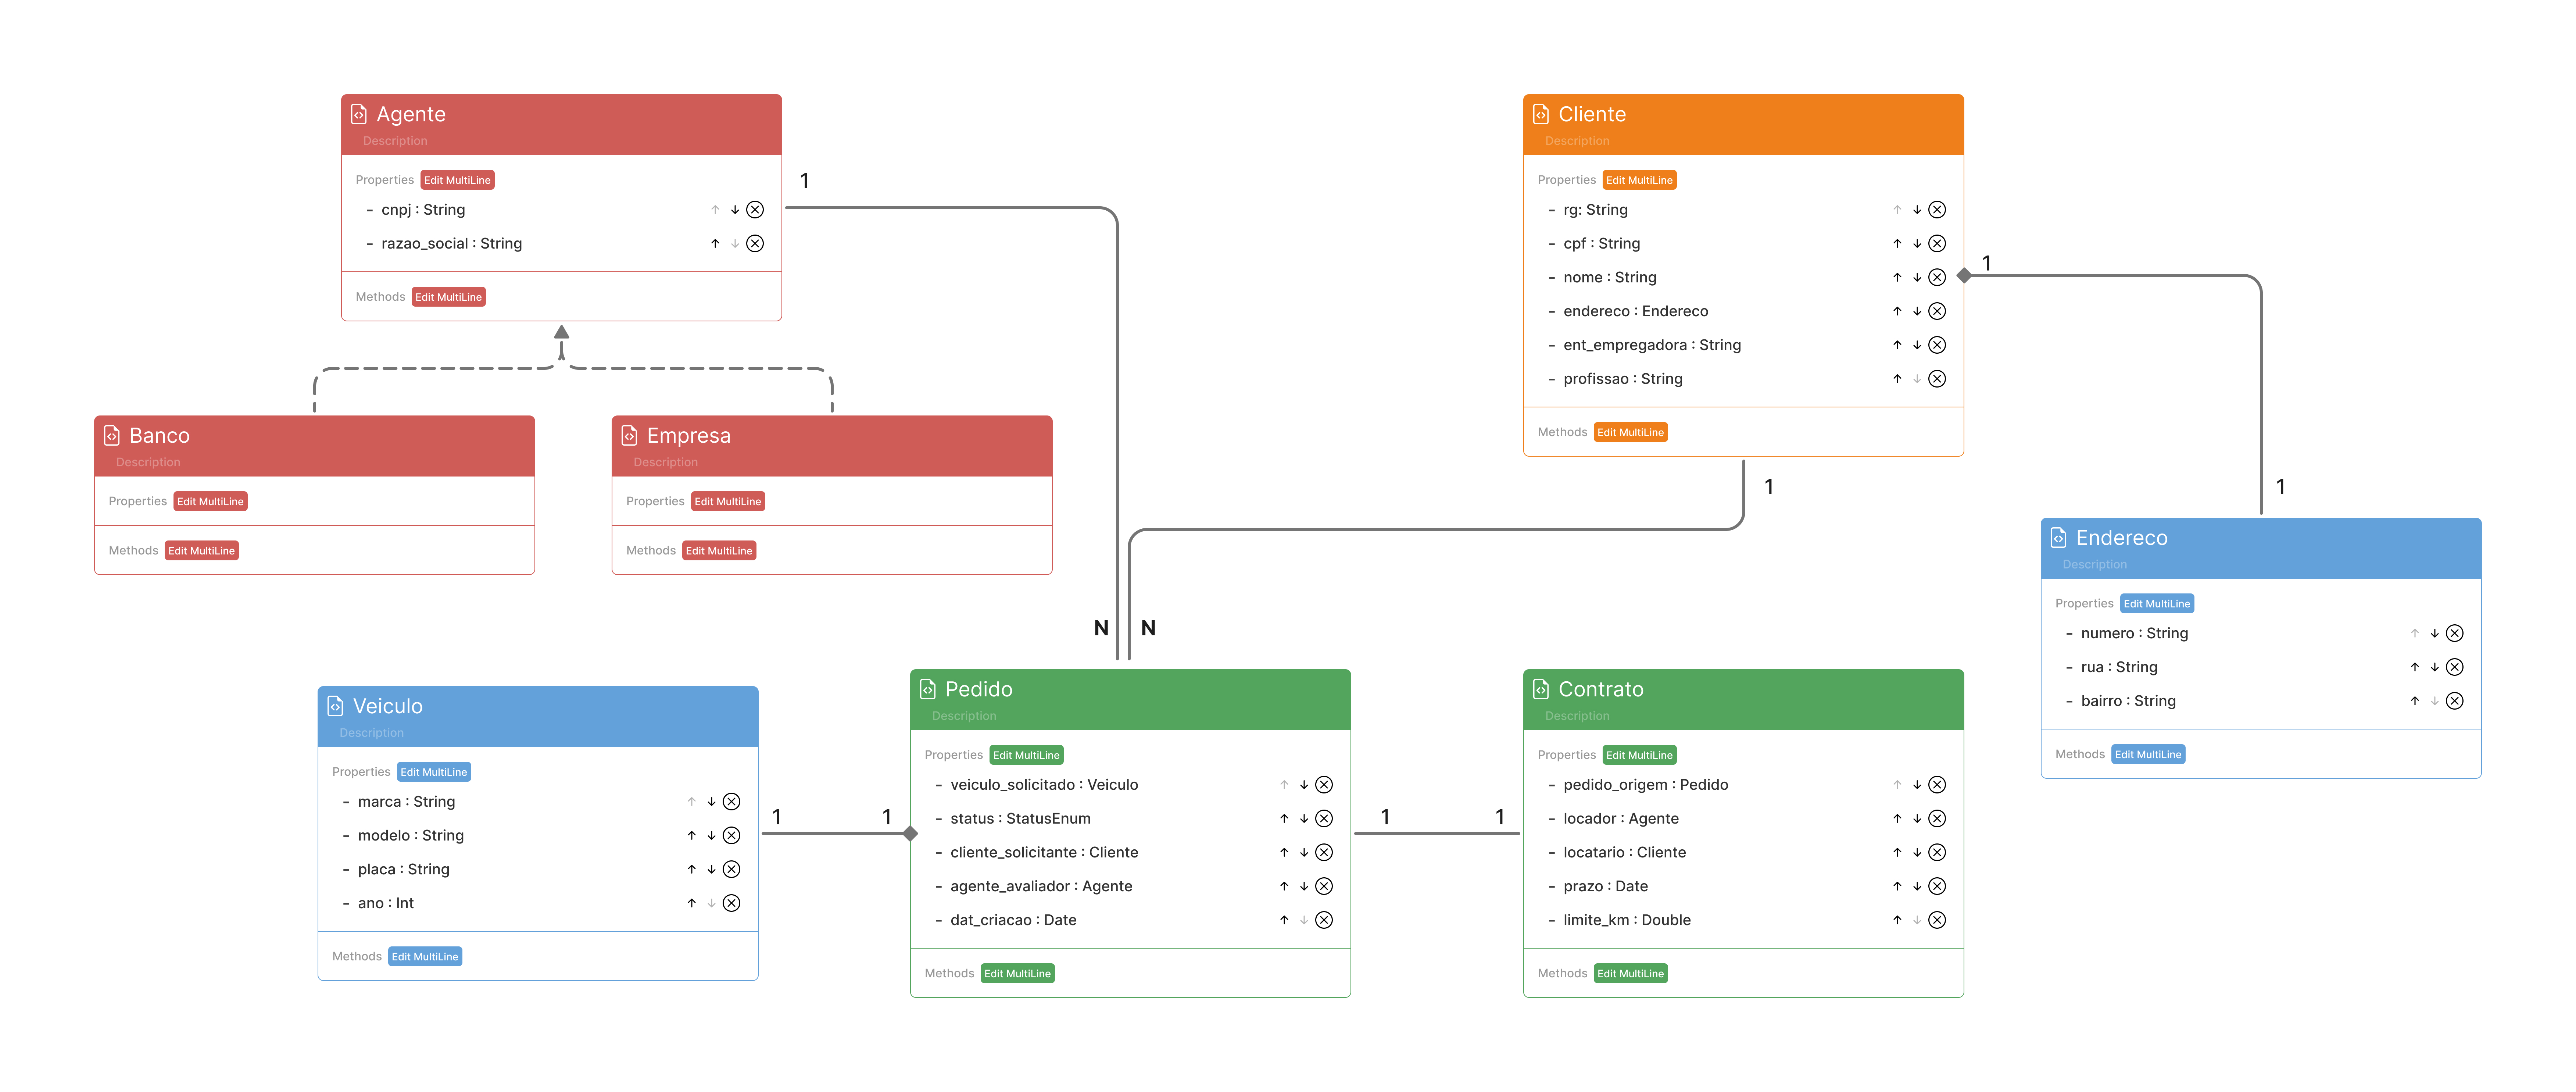 Agente
Description
Properties Edit MultiLine
- cnpj : String
- razao_social : String
Methods Edit MultiLine
1
Cliente
Description
Properties Edit MultiLine
- rg: String
- cpf : String
- nome : String
- endereco : Endereco
- ent_empregadora : String
- profissao : String
Methods Edit MultiLine
1
1
1
Banco
Description
Properties Edit MultiLine
Methods Edit MultiLine
Empresa
Description
Properties Edit MultiLine
Methods Edit MultiLine
Endereco
Description
Properties Edit MultiLine
- numero : String
- rua : String
- bairro : String
Methods Edit MultiLine
N
N
Veiculo
Description
Properties Edit MultiLine
- marca : String
- modelo : String
- placa : String
- ano : Int
Methods Edit MultiLine
1
1
Pedido
Description
Properties Edit MultiLine
- veiculo_solicitado : Veiculo
- status : StatusEnum
- cliente_solicitante : Cliente
- agente_avaliador : Agente
- dat_criacao : Date
Methods Edit MultiLine
1
1
Contrato
Description
Properties Edit MultiLine
- pedido_origem : Pedido
- locador : Agente
- locatario : Cliente
- prazo : Date
- limite_km : Double
Methods Edit MultiLine